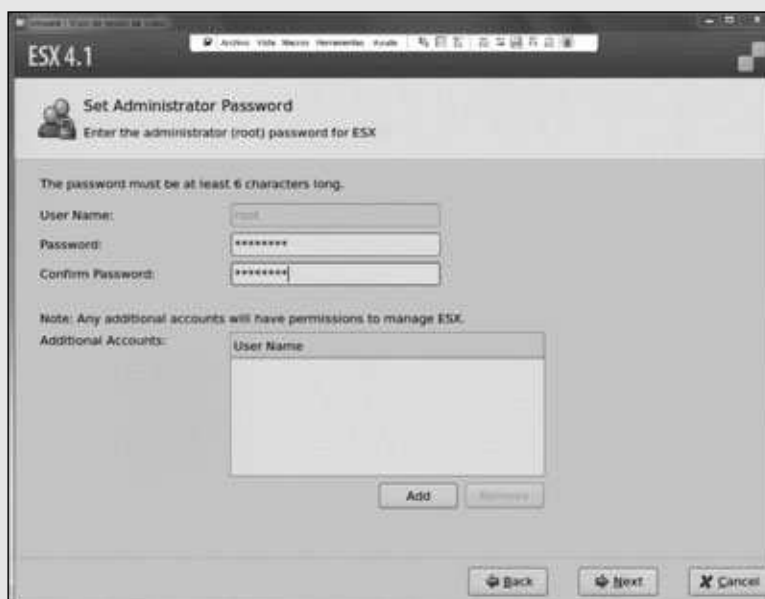 Archivo Vista Macros Herramientas Ayuda
ESX 4.1
Set Administrator Password
Enter the administrator (root) password for ESX
The password must be at least 6 characters long.
User Name: root
Password: ********
Confirm Password: ********
Note: Any additional accounts will have permissions to manage ESX.
Additional Accounts:
User Name
Add Remove
Back Next Cancel